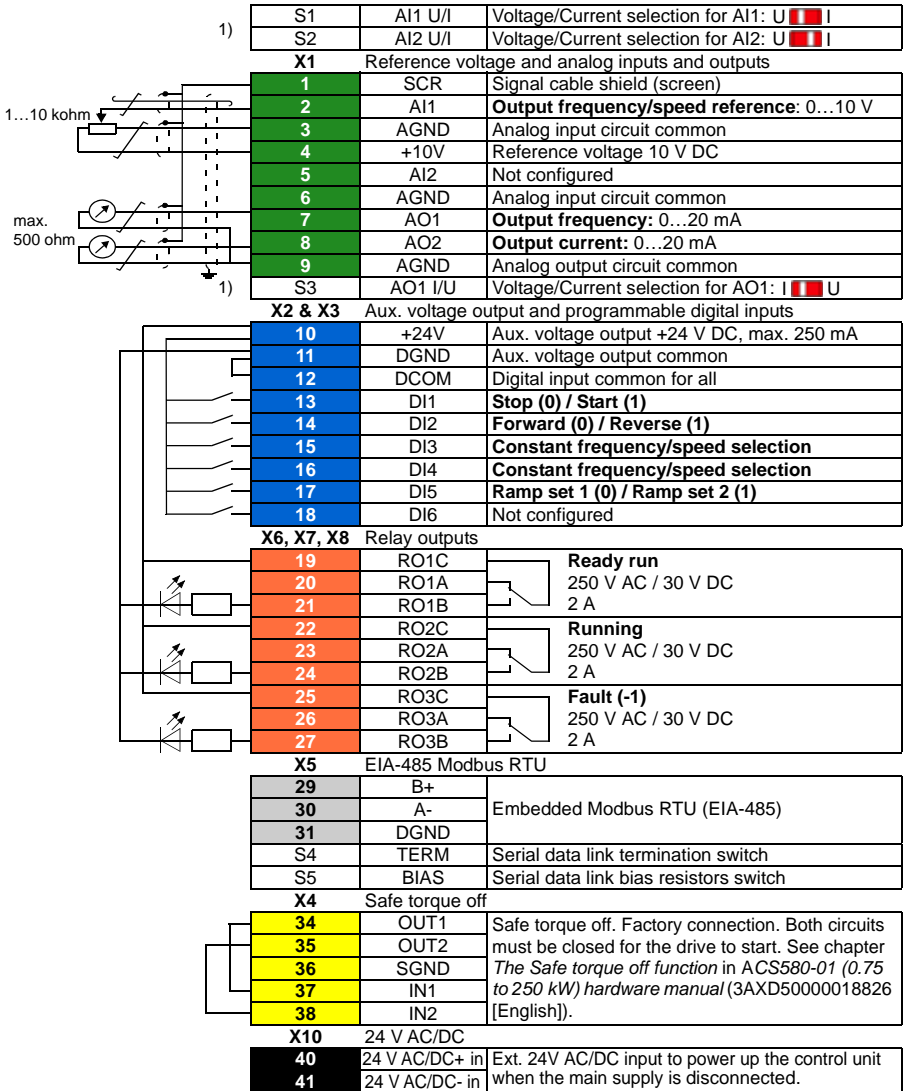 1)
S1 AI1 U/I Voltage/Current selection for AI1: U I
S2 AI2 U/I Voltage/Current selection for AI2: U I
X1 Reference voltage and analog inputs and outputs
1 SCR Signal cable shield (screen)
1…10 kohm
2 AI1 Output frequency/speed reference: 0…10 V
3 AGND Analog input circuit common
4 +10V Reference voltage 10 V DC
5 AI2 Not configured
6 AGND Analog input circuit common
max.
500 ohm
7 AO1 Output frequency: 0…20 mA
8 AO2 Output current: 0…20 mA
9 AGND Analog output circuit common
1)
S3 AO1 I/U Voltage/Current selection for AO1: I U
X2 & X3 Aux. voltage output and programmable digital inputs
10 +24V Aux. voltage output +24 V DC, max. 250 mA
11 DGND Aux. voltage output common
12 DCOM Digital input common for all
13 DI1 Stop (0) / Start (1)
14 DI2 Forward (0) / Reverse (1)
15 DI3 Constant frequency/speed selection
16 DI4 Constant frequency/speed selection
17 DI5 Ramp set 1 (0) / Ramp set 2 (1)
18 DI6 Not configured
X6, X7, X8 Relay outputs
19 RO1C Ready run
20 RO1A 250 V AC / 30 V DC
21 RO1B 2 A
22 RO2C Running
23 RO2A 250 V AC / 30 V DC
24 RO2B 2 A
25 RO3C Fault (-1)
26 RO3A 250 V AC / 30 V DC
27 RO3B 2 A
X5 EIA-485 Modbus RTU
29 B+
30 A- Embedded Modbus RTU (EIA-485)
31 DGND
S4 TERM Serial data link termination switch
S5 BIAS Serial data link bias resistors switch
X4 Safe torque off
34 OUT1 Safe torque off. Factory connection. Both circuits
35 OUT2 must be closed for the drive to start. See chapter
36 SGND The Safe torque off function in ACS580-01 (0.75
37 IN1 to 250 kW) hardware manual (3AXD50000018826
38 IN2 [English]).
X10 24 V AC/DC
40 24 V AC/DC+ in Ext. 24V AC/DC input to power up the control unit
41 24 V AC/DC- in when the main supply is disconnected.